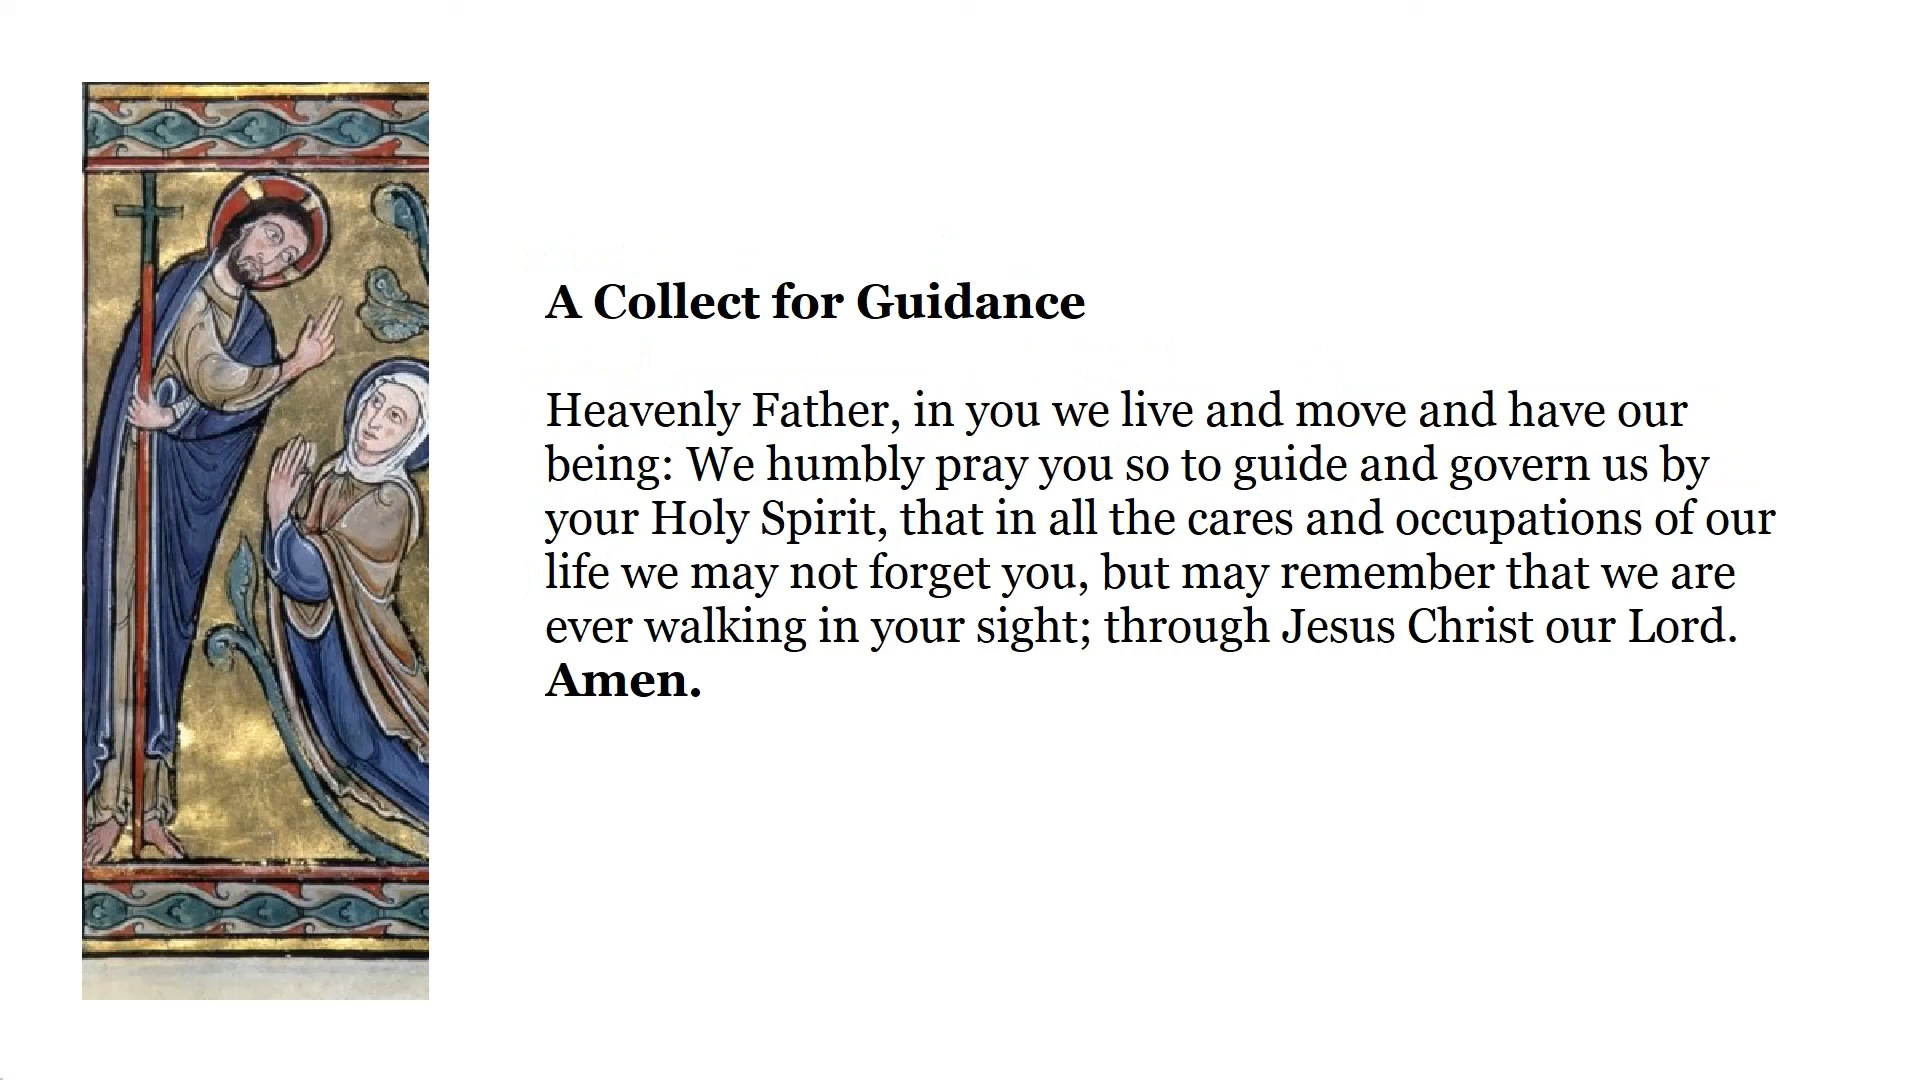 A Collect for Guidance
Heavenly Father, in you we live and move and have our
being: We humbly pray you so to guide and govern us by
your Holy Spirit, that in all the cares and occupations of our
life we may not forget you, but may remember that we are
ever walking in your sight; through Jesus Christ our Lord.
Amen.